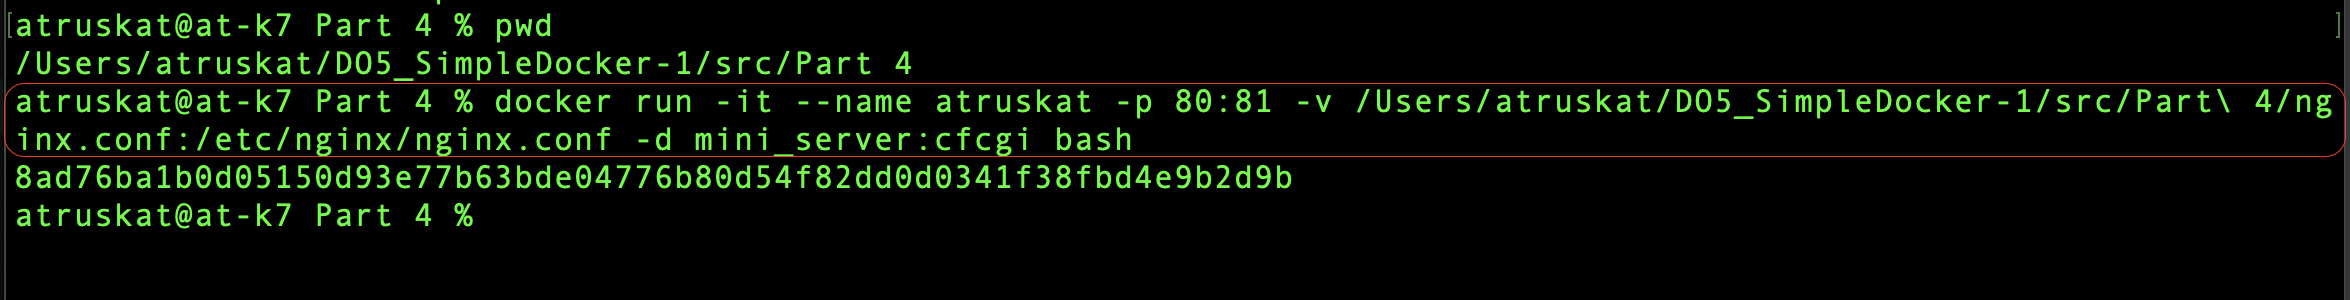 [atruskat@at-k7 Part 4 % pwd ]
/Users/atruskat/DO5_SimpleDocker-1/src/Part 4
atruskat@at-k7 Part 4 % docker run -it --name atruskat -p 80:81 -v /Users/atruskat/DO5_SimpleDocker-1/src/Part\ 4/ng
inx.conf:/etc/nginx/nginx.conf -d mini_server:cfcgi bash
8ad76ba1b0d05150d93e77b63bde04776b80d54f82dd0d0341f38fbd4e9b2d9b
atruskat@at-k7 Part 4 %